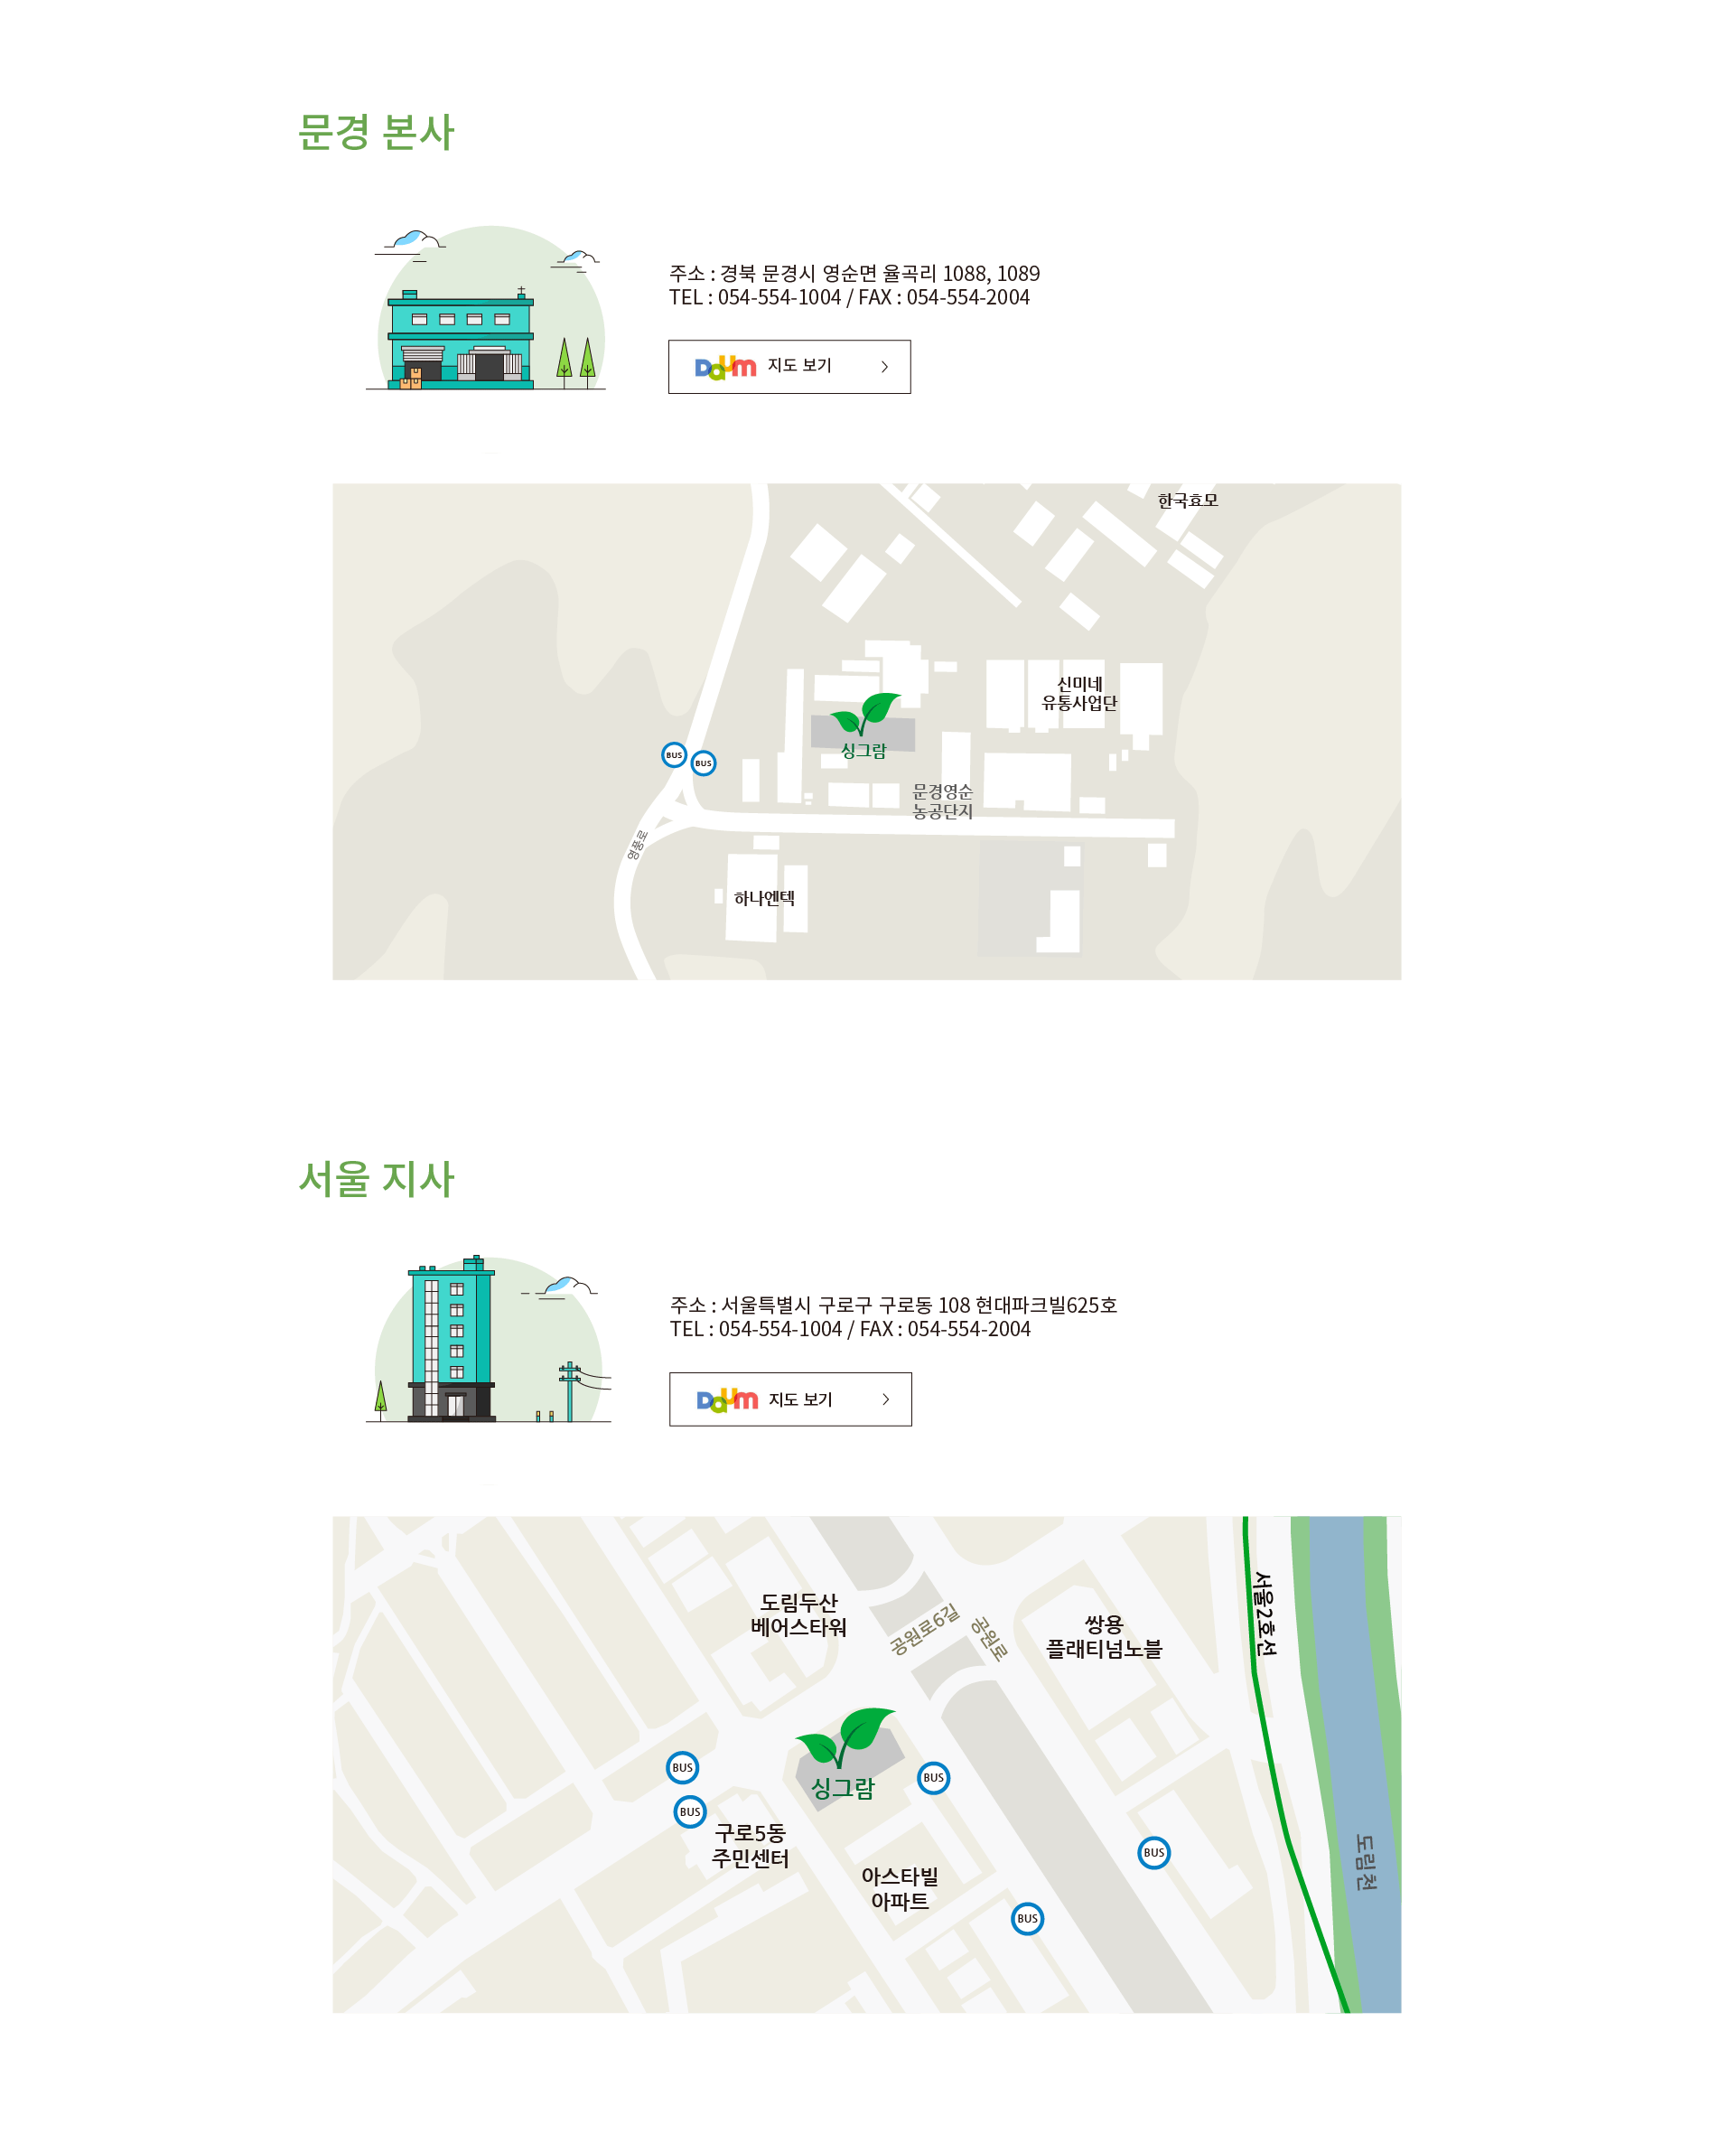 문경 본사
주소 : 경북 문경시 영순면 율곡리 1088, 1089
TEL : 054-554-1004 / FAX : 054-554-2004
Daum 지도 보기
한국효모
신미네
유통사업단
싱그람
BUS
BUS
문경영순
농공단지
영풍로
하나엔텍
서울 지사
주소 : 서울특별시 구로구 구로동 108 현대파크빌625호
TEL : 054-554-1004 / FAX : 054-554-2004
Daum 지도 보기
도림두산
베어스타워
공원로6길
공원로
쌍용
플래티넘노블
서울2호선
싱그람
BUS
BUS
BUS
구로5동
주민센터
아스타빌
아파트
BUS
BUS
도림천